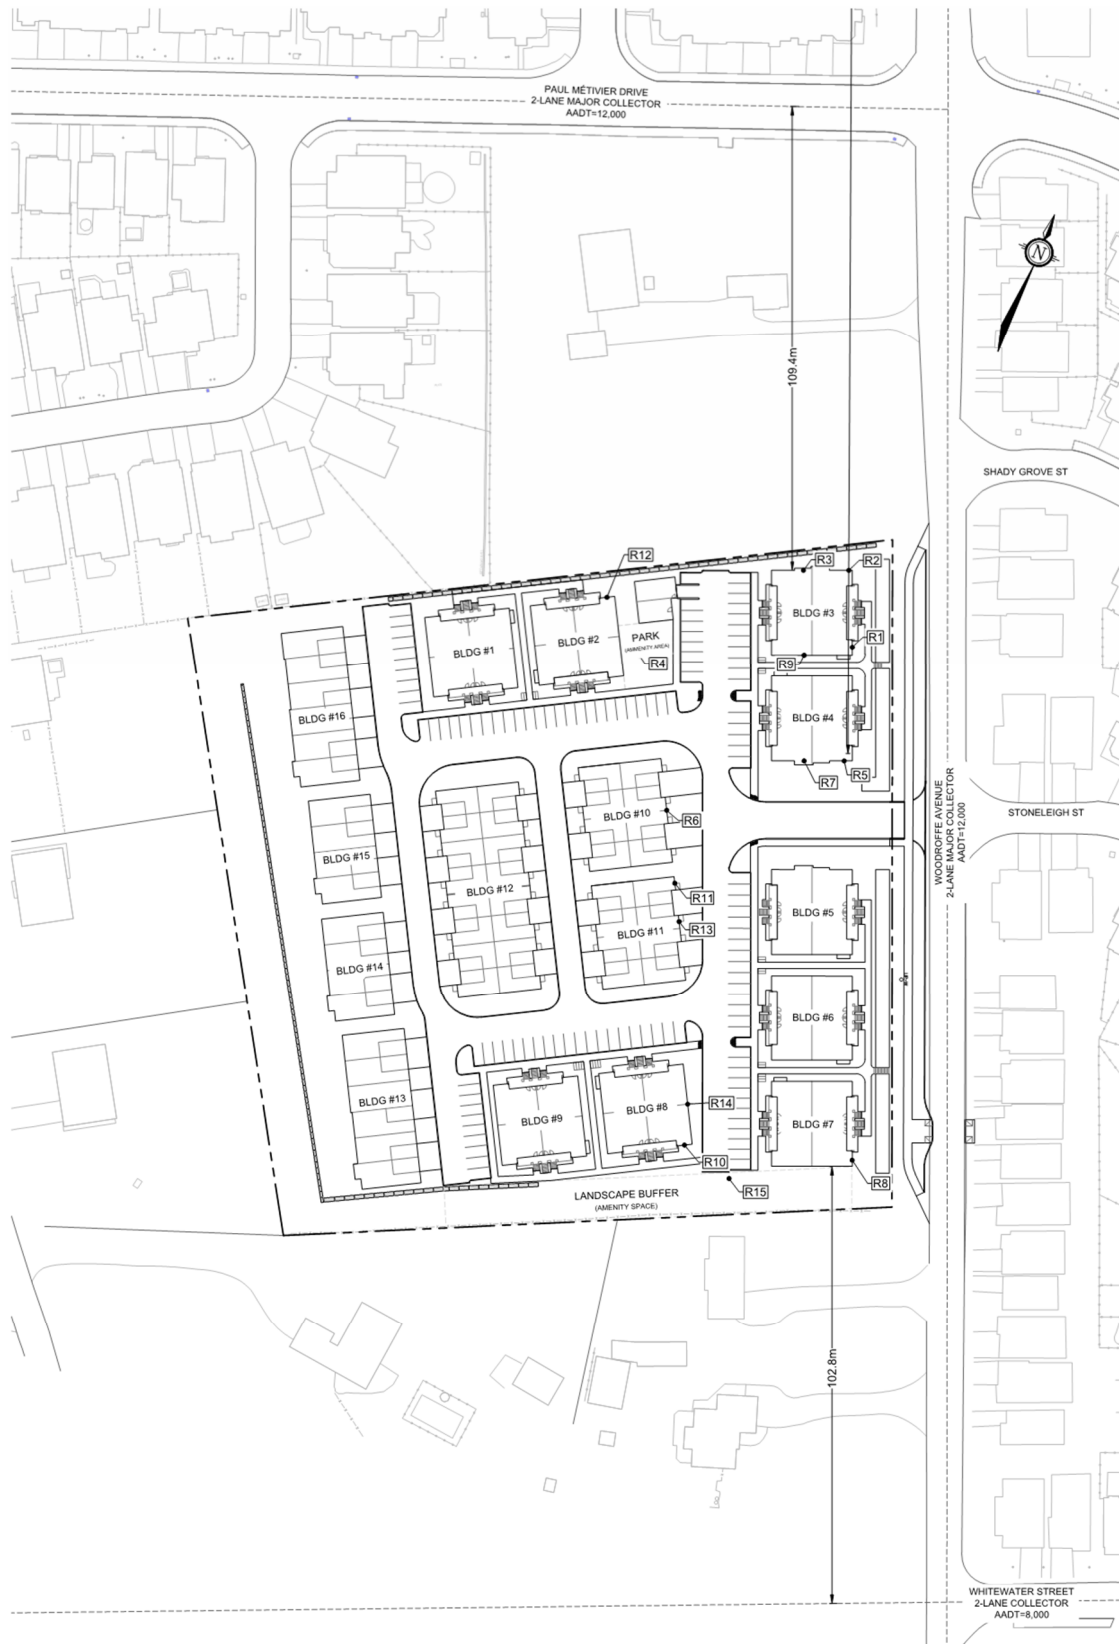 PAUL MÉTIVIER DRIVE
2-LANE MAJOR COLLECTOR
AADT=12,000
N
109.4m
SHADY GROVE ST
R12
R3
R2
BLDG #3
R1
BLDG #2
PARK
(AMMENITY AREA)
BLDG #1
R4
R9
BLDG #16
BLDG #4
R7
R5
WOODROFFE AVENUE
2-LANE MAJOR COLLECTOR
AADT=12,000
STONELEIGH ST
BLDG #10
R6
BLDG #15
BLDG #12
R11
BLDG #5
R13
BLDG #11
BLDG #14
BLDG #6
BLDG #13
R14
BLDG #8
BLDG #9
BLDG #7
R10
R8
R15
LANDSCAPE BUFFER
(AMENITY SPACE)
102.8m
WHITEWATER STREET
2-LANE COLLECTOR
AADT=8,000